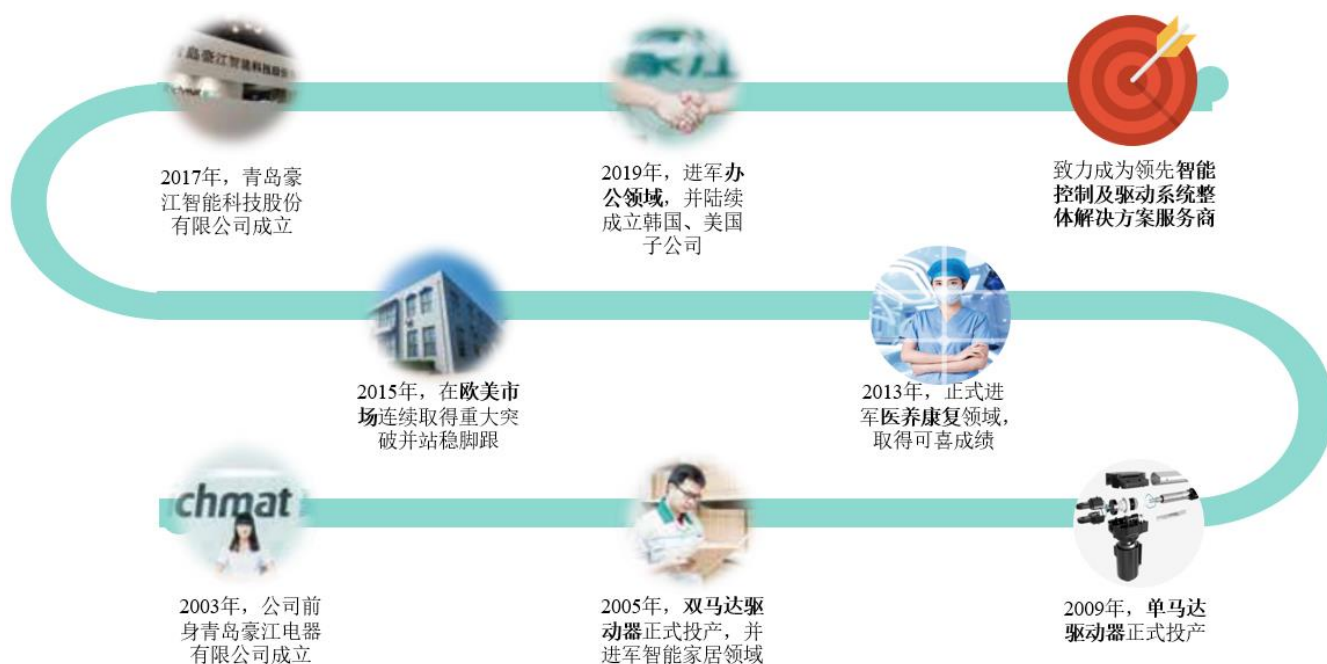 岛豪江智能科技股份
2017年，青岛豪
江智能科技股份
有限公司成立
2019年，进军办
公领域，并陆续
成立韩国、美国
子公司
致力成为领先智能
控制及驱动系统整
体解决方案服务商
2015年，在欧美市
场连续取得重大突
破并站稳脚跟
2013年，正式进
军医养康复领域，
取得可喜成绩
chmat
2003年，公司前
身青岛豪江电器
有限公司成立
2005年，双马达驱
动器正式投产，并
进军智能家居领域
2009年，单马达
驱动器正式投产